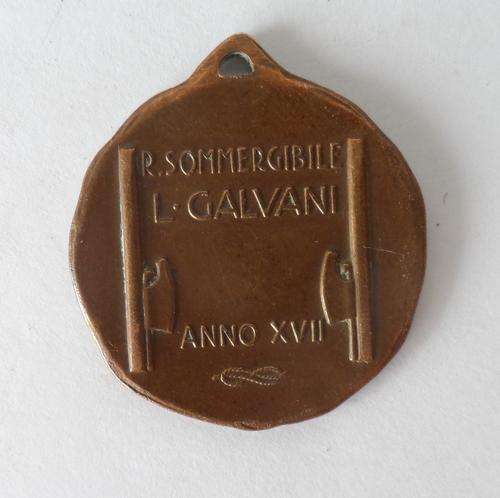 R. SOMMERGIBILE
L. GALVANI
ANNO XVII